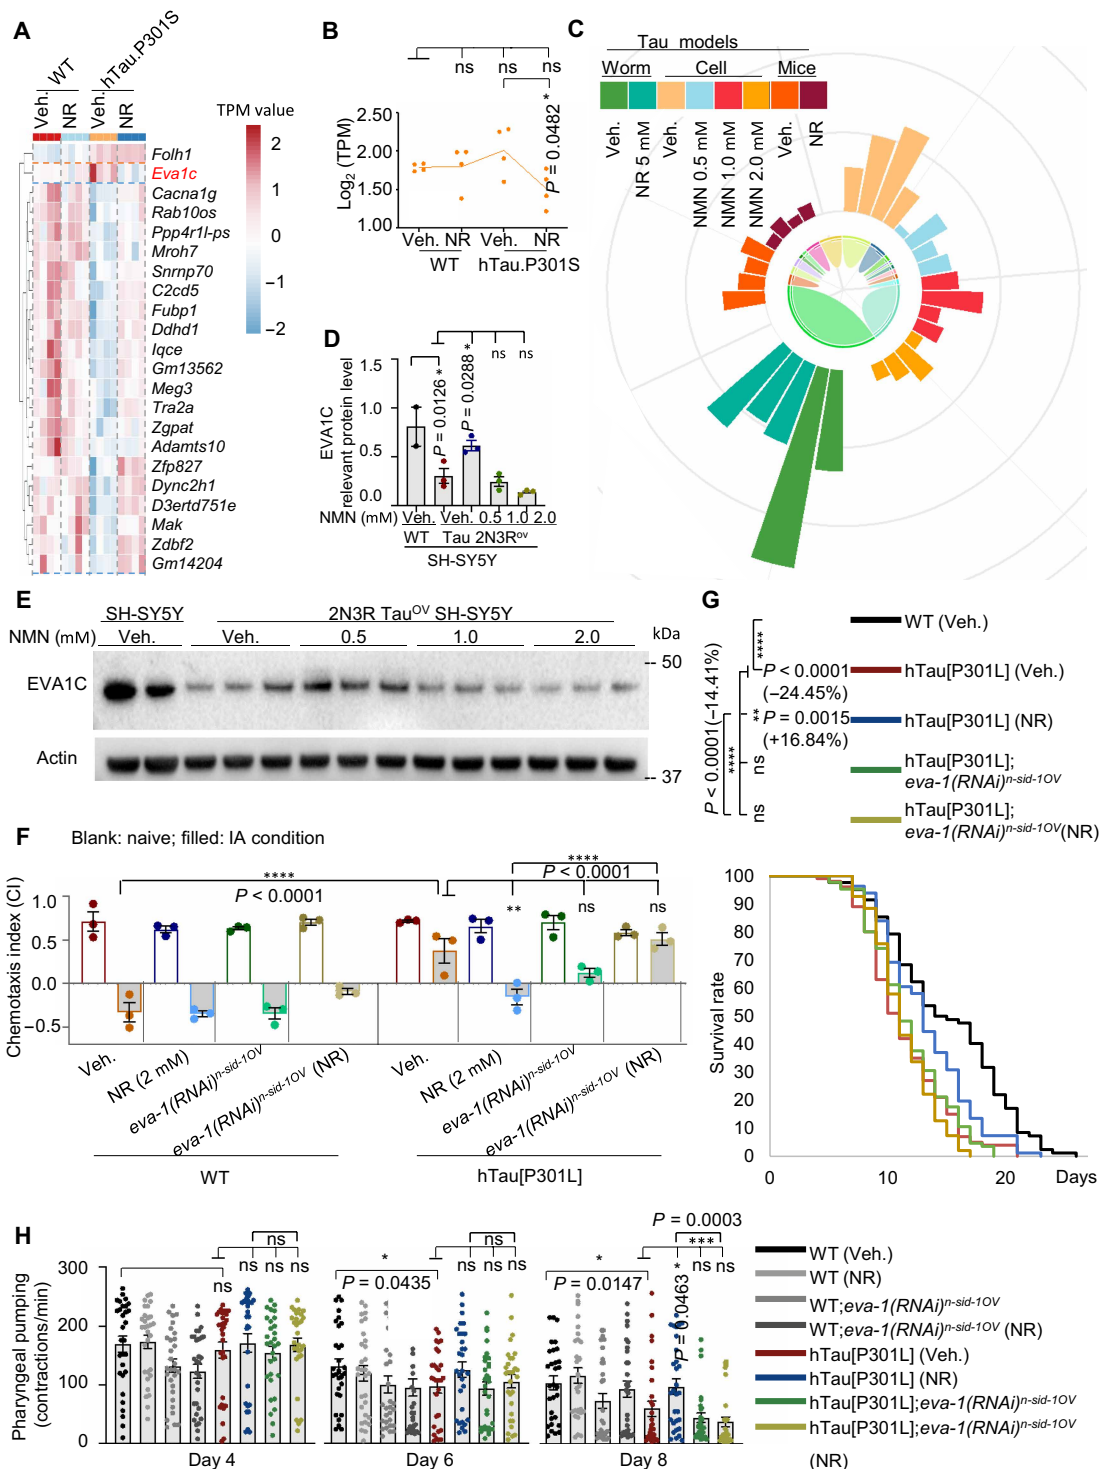 A
WT
hTau.P301S
Veh.
NR
Veh.
NR
TPM value
2
1
0
−1
−2
Folh1
Eva1c
Cacna1g
Rab10os
Ppp4r1l-ps
Mroh7
Snrnp70
C2cd5
Fubp1
Ddhd1
Iqce
Gm13562
Meg3
Tra2a
Zgpat
Adamts10
Zfp827
Dync2h1
D3ertd751e
Mak
Zdbf2
Gm14204
B
ns ns ns
P = 0.0482 *
Log2 (TPM)
2.00
2.00
1.50
1.00
Veh. NR Veh. NR
WT hTau.P301S
C
Tau models
Worm Cell Mice
Veh.
NR 5 mM
Veh.
NMN 0.5 mM
NMN 1.0 mM
NMN 2.0 mM
Veh.
NR
D
P = 0.0126 *
P = 0.0288 *
ns ns
EVA1C
relevant protein level
1.5
1.0
0.5
0.0
NMN (mM) Veh. Veh. 0.5 1.0 2.0
WT Tau 2N3R^ov
SH-SY5Y
E
SH-SY5Y 2N3R Tau^OV SH-SY5Y
NMN (mM) Veh. Veh. 0.5 1.0 2.0 kDa
EVA1C
-- 50
Actin
-- 37
F Blank: naive; filled: IA condition
Chemotaxis index (CI)
1.0
0.5
0.0
−0.5
****
P < 0.0001
****
P < 0.0001
** ns ns
Veh.
NR (2 mM)
eva-1(RNAi)^n-sid-1OV
eva-1(RNAi)^n-sid-1OV (NR)
Veh.
NR (2 mM)
eva-1(RNAi)^n-sid-1OV
eva-1(RNAi)^n-sid-1OV (NR)
WT hTau[P301L]
G
P < 0.0001(−14.41%)
****
****
P < 0.0001
(−24.45%)
**
P = 0.0015
(+16.84%)
ns
ns
WT (Veh.)
hTau[P301L] (Veh.)
hTau[P301L] (NR)
hTau[P301L];
eva-1(RNAi)^n-sid-1OV
hTau[P301L];
eva-1(RNAi)^n-sid-1OV(NR)
Survival rate
100
90
80
70
60
50
40
30
20
10
0
0 10 20 Days
H
Pharyngeal pumping
(contractions/min)
300
200
100
0
ns
ns ns ns ns
Day 4
*
P = 0.0435
ns
ns ns ns
Day 6
*
P = 0.0147
P = 0.0003
***
P = 0.0463 *
ns ns
Day 8
WT (Veh.)
WT (NR)
WT;eva-1(RNAi)^n-sid-1OV
WT;eva-1(RNAi)^n-sid-1OV (NR)
hTau[P301L] (Veh.)
hTau[P301L] (NR)
hTau[P301L];eva-1(RNAi)^n-sid-1OV
hTau[P301L];eva-1(RNAi)^n-sid-1OV
(NR)